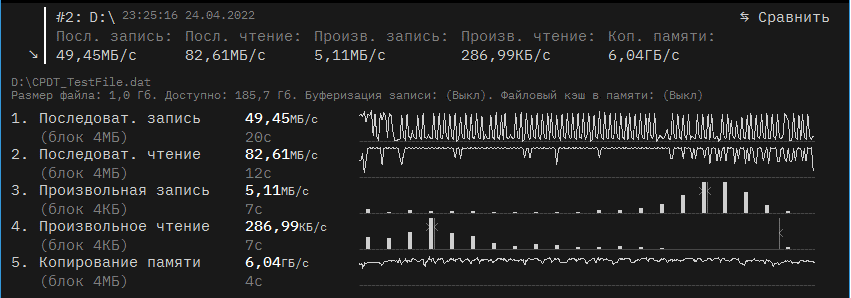 #2: D:\ 23:25:16 24.04.2022 ⇆ Сравнить
Посл. запись: Посл. чтение: Произв. запись: Произв. чтение: Коп. памяти:
↘ 49,45МБ/с 82,61МБ/с 5,11МБ/с 286,99КБ/с 6,04ГБ/с
D:\CPDT_TestFile.dat
Размер файла: 1,0 Гб. Доступно: 185,7 Гб. Буферизация записи: (Выкл). Файловый кэш в памяти: (Выкл)
1. Последоват. запись 49,45МБ/с
(блок 4МБ) 20с
2. Последоват. чтение 82,61МБ/с
(блок 4МБ) 12с
3. Произвольная запись 5,11МБ/с
(блок 4КБ) 7с
4. Произвольное чтение 286,99КБ/с
(блок 4КБ) 7с
5. Копирование памяти 6,04ГБ/с
(блок 4МБ) 4с